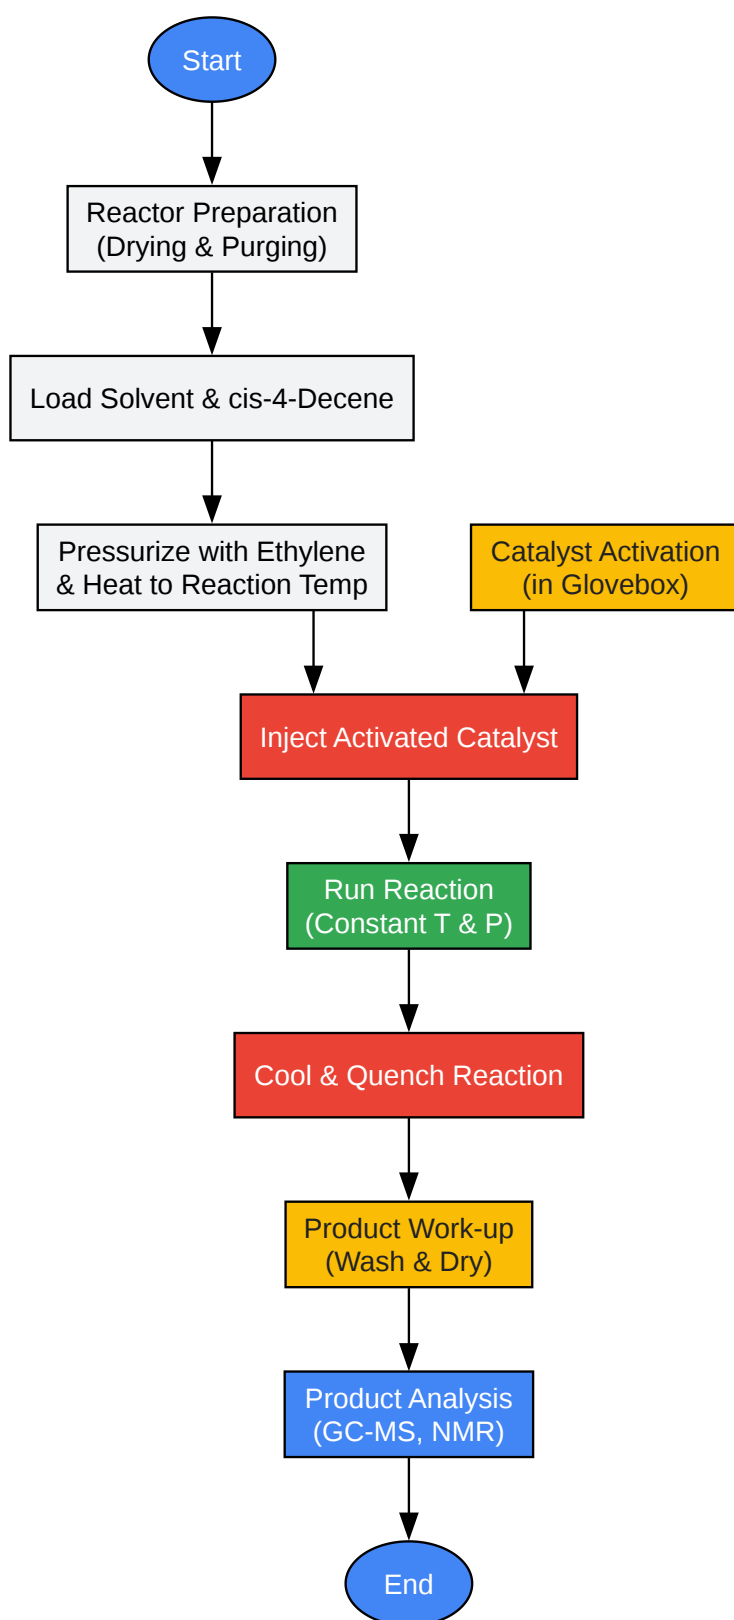 Start
Reactor Preparation
(Drying & Purging)
Load Solvent & cis-4-Decene
Pressurize with Ethylene
& Heat to Reaction Temp
Catalyst Activation
(in Glovebox)
Inject Activated Catalyst
Run Reaction
(Constant T & P)
Cool & Quench Reaction
Product Work-up
(Wash & Dry)
Product Analysis
(GC-MS, NMR)
End